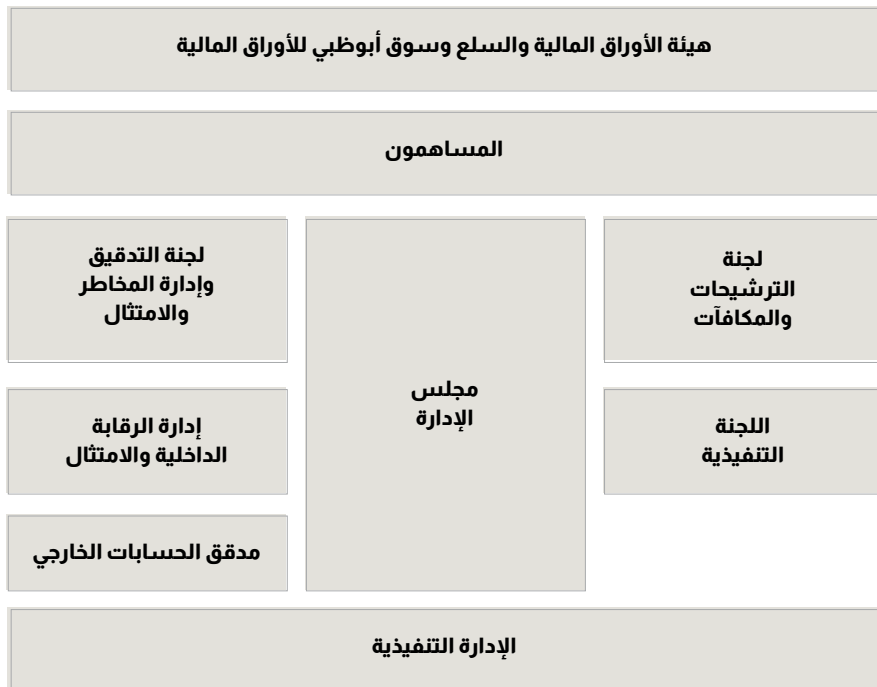 هيئة الأوراق المالية والسلع وسوق أبوظبي للأوراق المالية
المساهمون
لجنة
الترشيحات
والمكافآت
اللجنة
التنفيذية
مجلس
الإدارة
لجنة التدقيق
وإدارة المخاطر
والامتثال
إدارة الرقابة
الداخلية والامتثال
مدقق الحسابات الخارجي
الإدارة التنفيذية